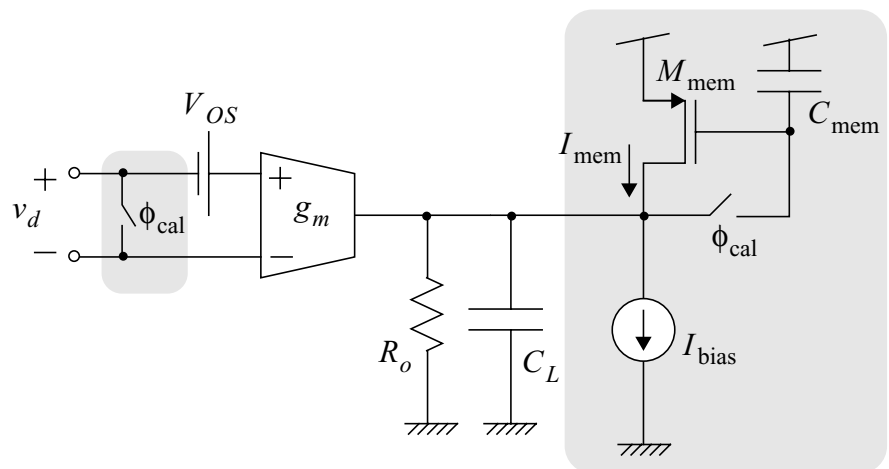 M_mem
V_OS
C_mem
I_mem
+
+
v_d
ϕ_cal
g_m
ϕ_cal
−
−
R_o
C_L
I_bias